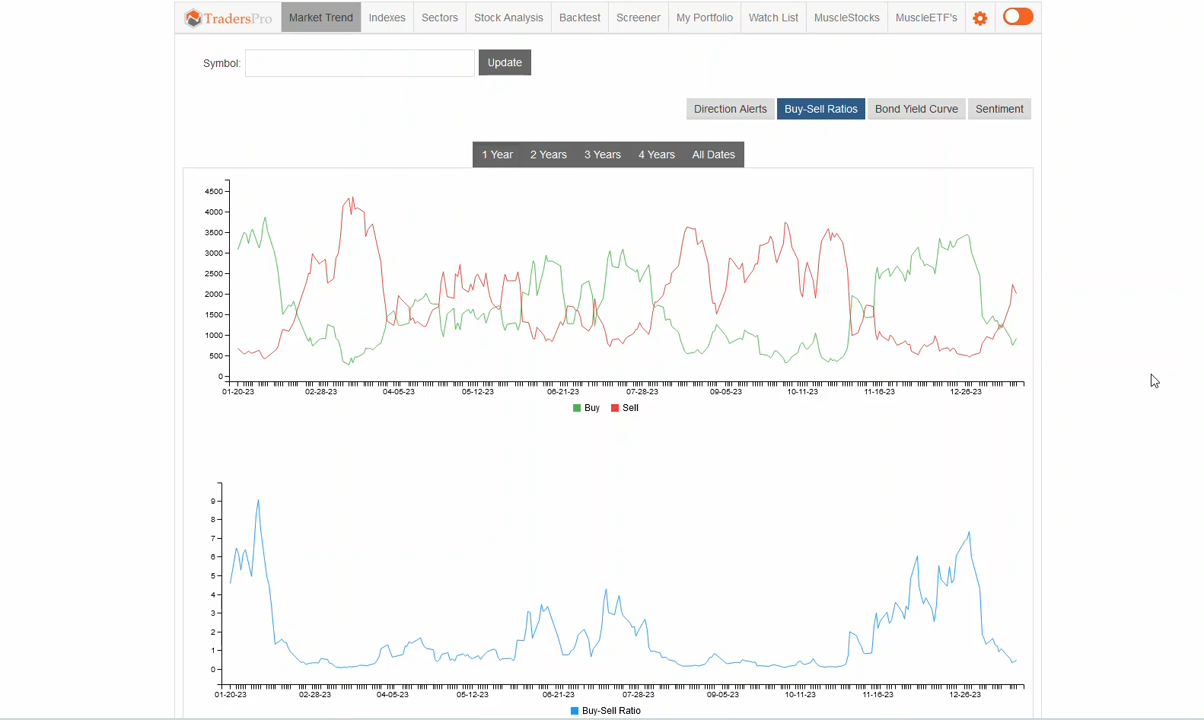 TradersPro Market Trend Indexes Sectors Stock Analysis Backtest Screener My Portfolio Watch List MuscleStocks MuscleETF's
Symbol: Update
Direction Alerts Buy-Sell Ratios Bond Yield Curve Sentiment
1 Year 2 Years 3 Years 4 Years All Dates
4500
4000
3500
3000
2500
2000
1500
1000
500
0
01-20-23 02-28-23 04-05-23 05-12-23 06-21-23 07-28-23 09-05-23 10-11-23 11-16-23 12-26-23
Buy Sell
9
8
7
6
5
4
3
2
1
0
01-20-23 02-28-23 04-05-23 05-12-23 06-21-23 07-28-23 09-05-23 10-11-23 11-16-23 12-26-23
Buy-Sell Ratio